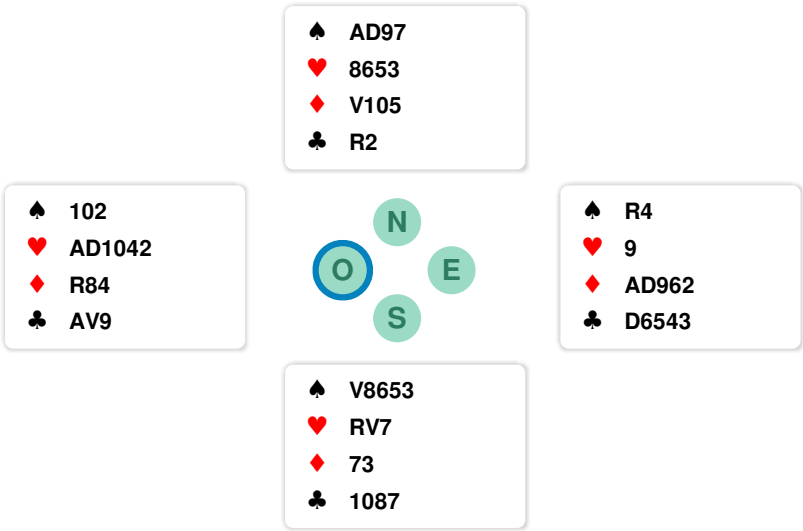 ♠ AD97
♥ 8653
♦ V105
♣ R2
♠ 102
♥ AD1042
♦ R84
♣ AV9
N
O
E
S
♠ R4
♥ 9
♦ AD962
♣ D6543
♠ V8653
♥ RV7
♦ 73
♣ 1087